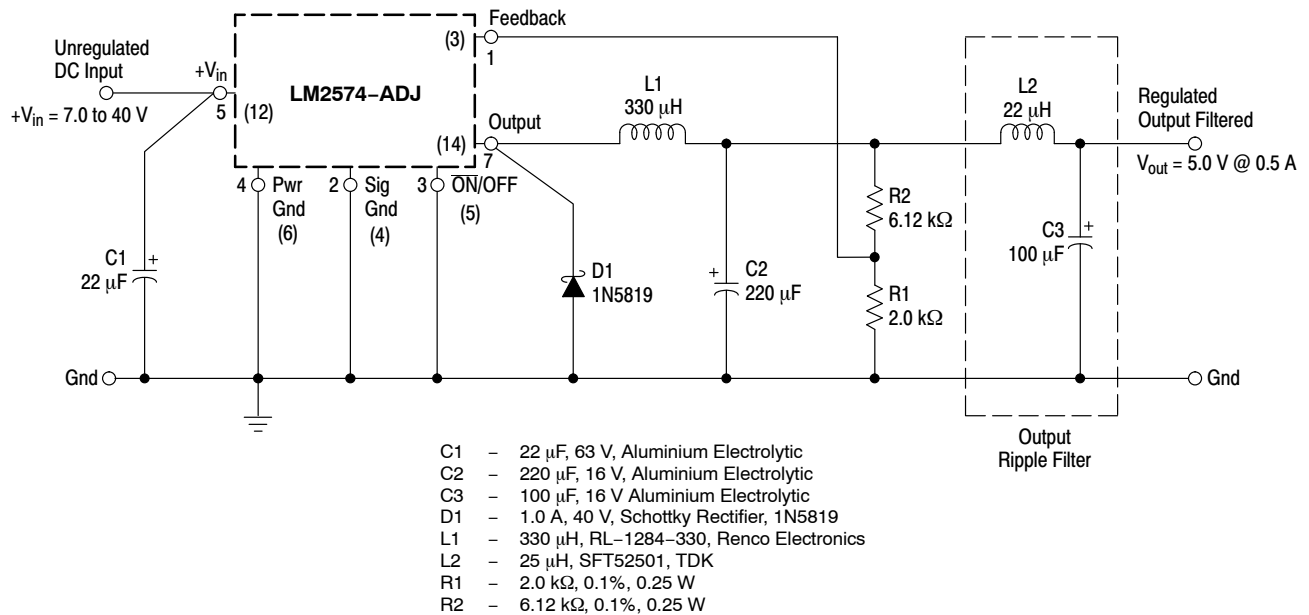 Feedback
(3)
1
Unregulated
DC Input
+Vin
LM2574–ADJ
+Vin = 7.0 to 40 V
5
(12)
Output
(14)
7
L1
330 μH
L2
22 μH
Regulated
Output Filtered
Vout = 5.0 V @ 0.5 A
4
Pwr
Gnd
(6)
2
Sig
Gnd
(4)
3
ON/OFF
(5)
R2
6.12 kΩ
C1
22 μF
+
D1
1N5819
+
C2
220 μF
R1
2.0 kΩ
C3
100 μF
+
Gnd
Gnd
Output
Ripple Filter
C1 – 22 μF, 63 V, Aluminium Electrolytic
C2 – 220 μF, 16 V, Aluminium Electrolytic
C3 – 100 μF, 16 V Aluminium Electrolytic
D1 – 1.0 A, 40 V, Schottky Rectifier, 1N5819
L1 – 330 μH, RL–1284–330, Renco Electronics
L2 – 25 μH, SFT52501, TDK
R1 – 2.0 kΩ, 0.1%, 0.25 W
R2 – 6.12 kΩ, 0.1%, 0.25 W